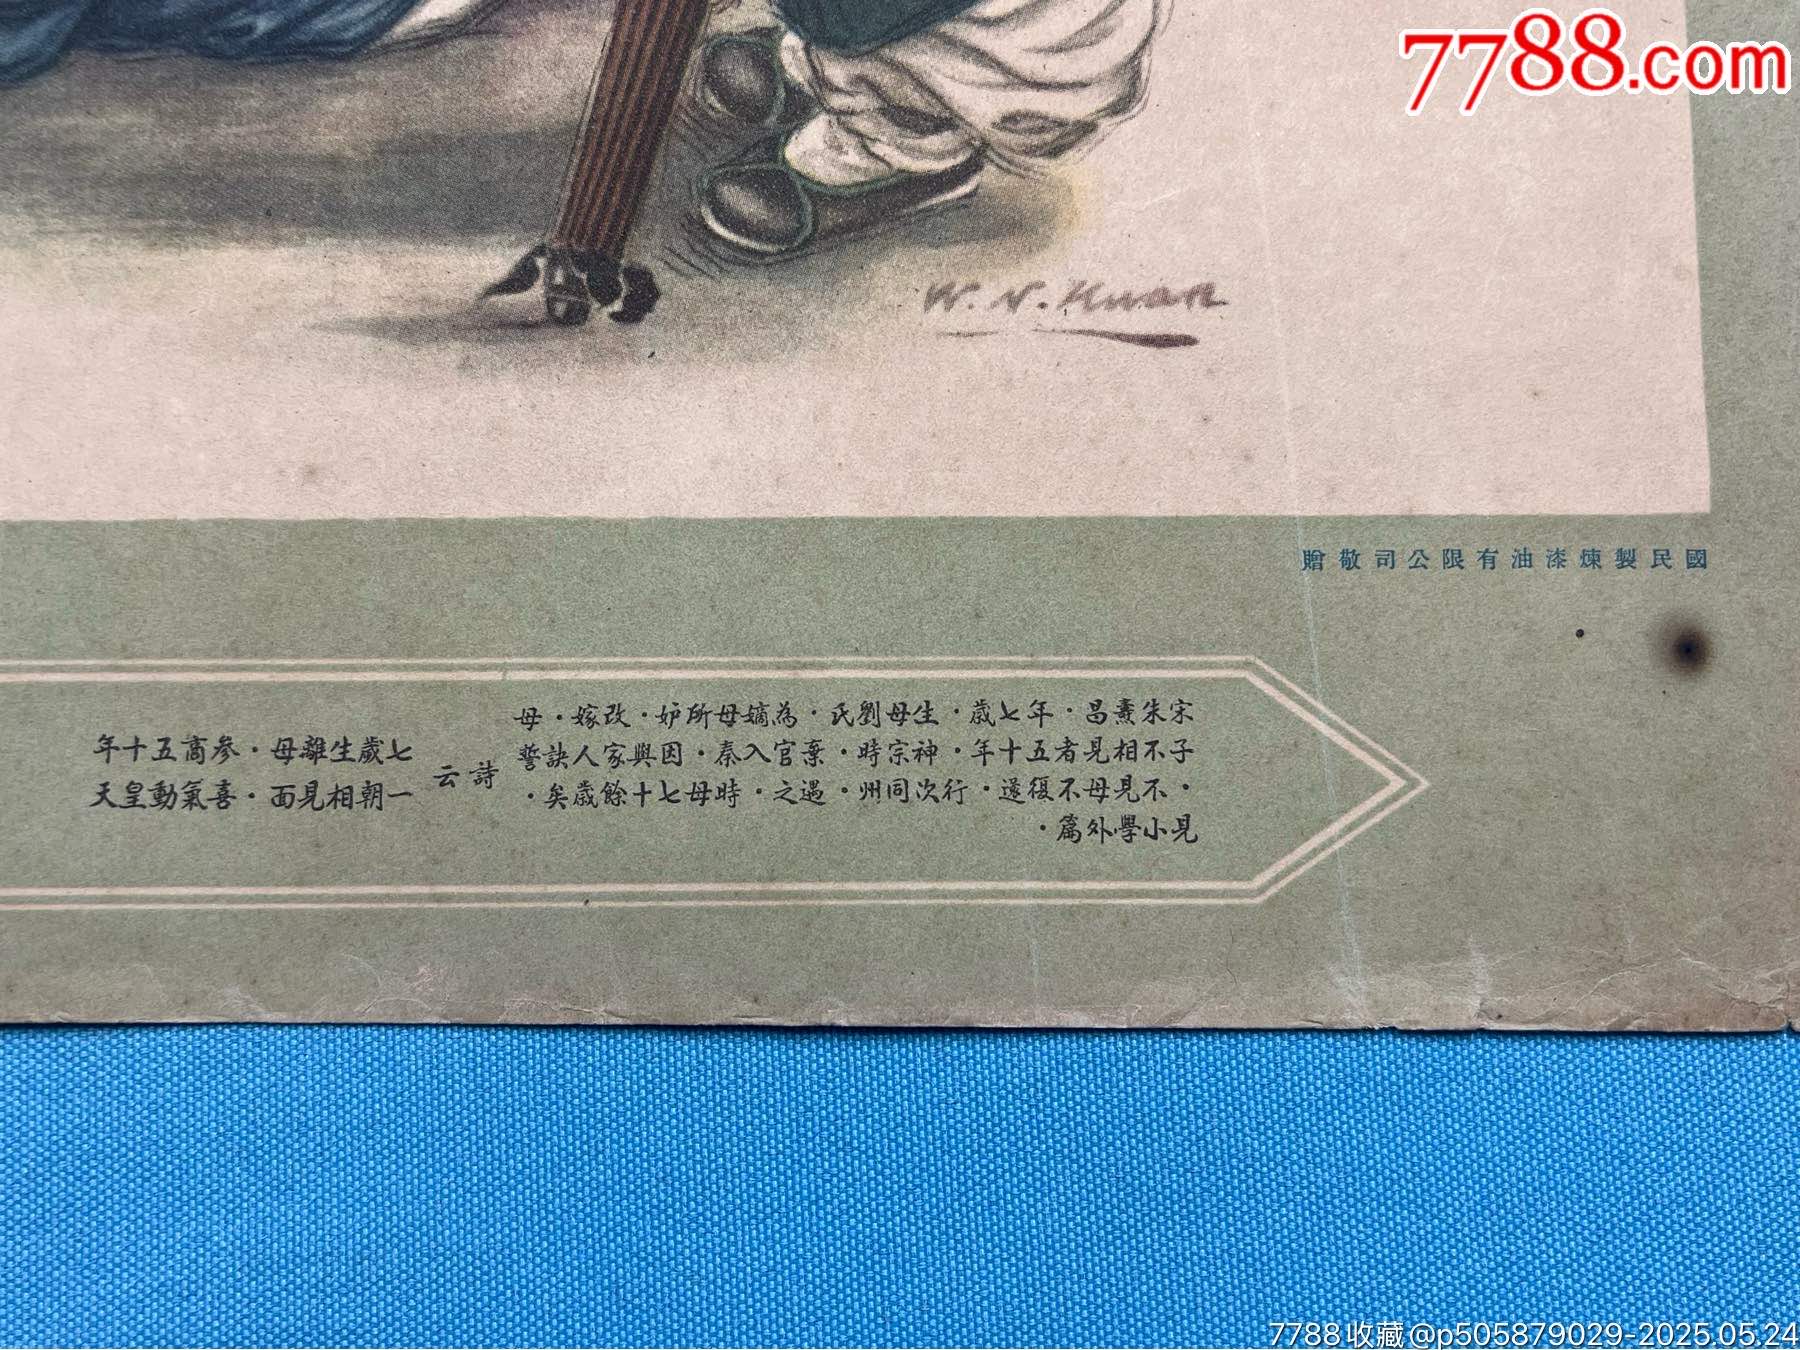 7788.com
W. N. Kwan
國民製煉漆油有限公司敬贈
宋朱壽昌・年七歲・生母劉氏・為嫡母所妒・改嫁・母
子不相見者五十年・神宗時・棄官入秦・因與家人訣誓
・不見母不復還・行次同州・遇之・時母七十餘歲矣・
見小學外篇・
詩云
七歲生離母・參商五十年
一朝相見面・喜氣動皇天
7788收藏@p505879029-2025.05.24